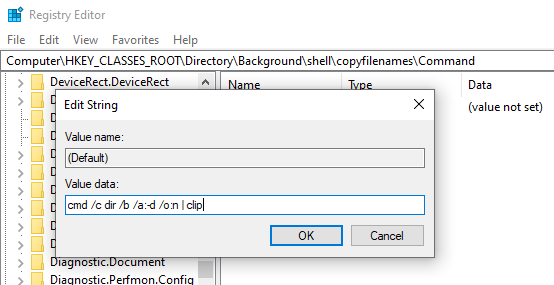 Registry Editor
File Edit View Favorites Help
Computer\HKEY_CLASSES_ROOT\Directory\Background\shell\copyfilenames\Command
DeviceRect.DeviceRect
Name Type Data
(value not set)
Edit String
Value name:
(Default)
Value data:
cmd /c dir /b /a:-d /o:n | clip
OK Cancel
Diagnostic.Document
Diagnostic.Perfmon.Config